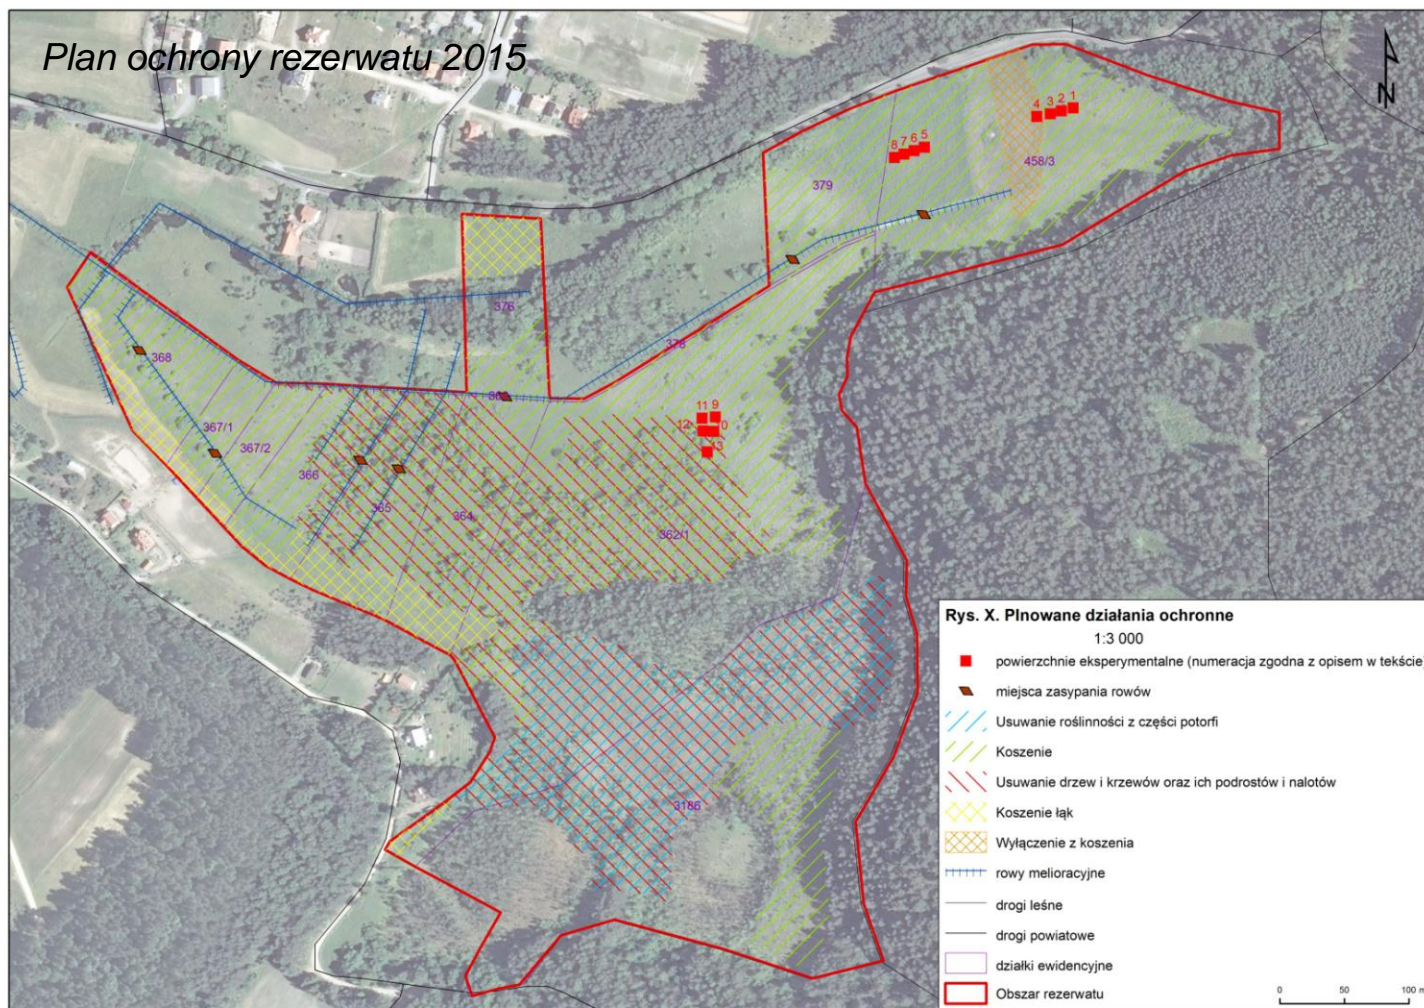 Plan ochrony rezerwatu 2015
N
4 3 2 1
8 7 6 5
458/3
379
376
378
368
367/1
367/2
366
365
364
362/1
11 9
12 0
13
3186
Rys. X. Plnowane działania ochronne
1:3 000
powierzchnie eksperymentalne (numeracja zgodna z opisem w tekście
miejsca zasypania rowów
Usuwanie roślinności z części potorfi
Koszenie
Usuwanie drzew i krzewów oraz ich podrostów i nalotów
Koszenie łąk
Wyłączenie z koszenia
rowy melioracyjne
drogi leśne
drogi powiatowe
działki ewidencyjne
Obszar rezerwatu
0 50 100 m